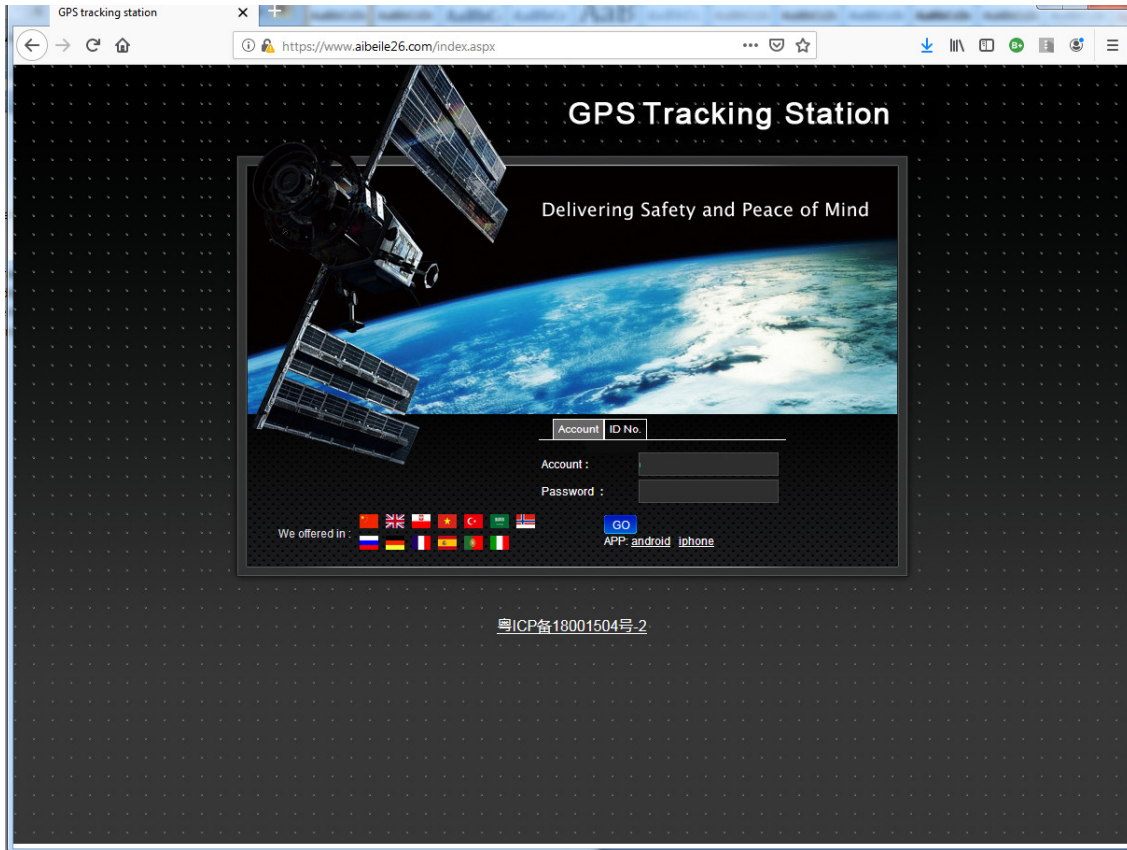 GPS tracking station
https://www.aibeile26.com/index.aspx
GPS Tracking Station
Delivering Safety and Peace of Mind
Account ID No.
Account :
Password :
We offered in :
GO
APP: android iphone
粤ICP备18001504号-2